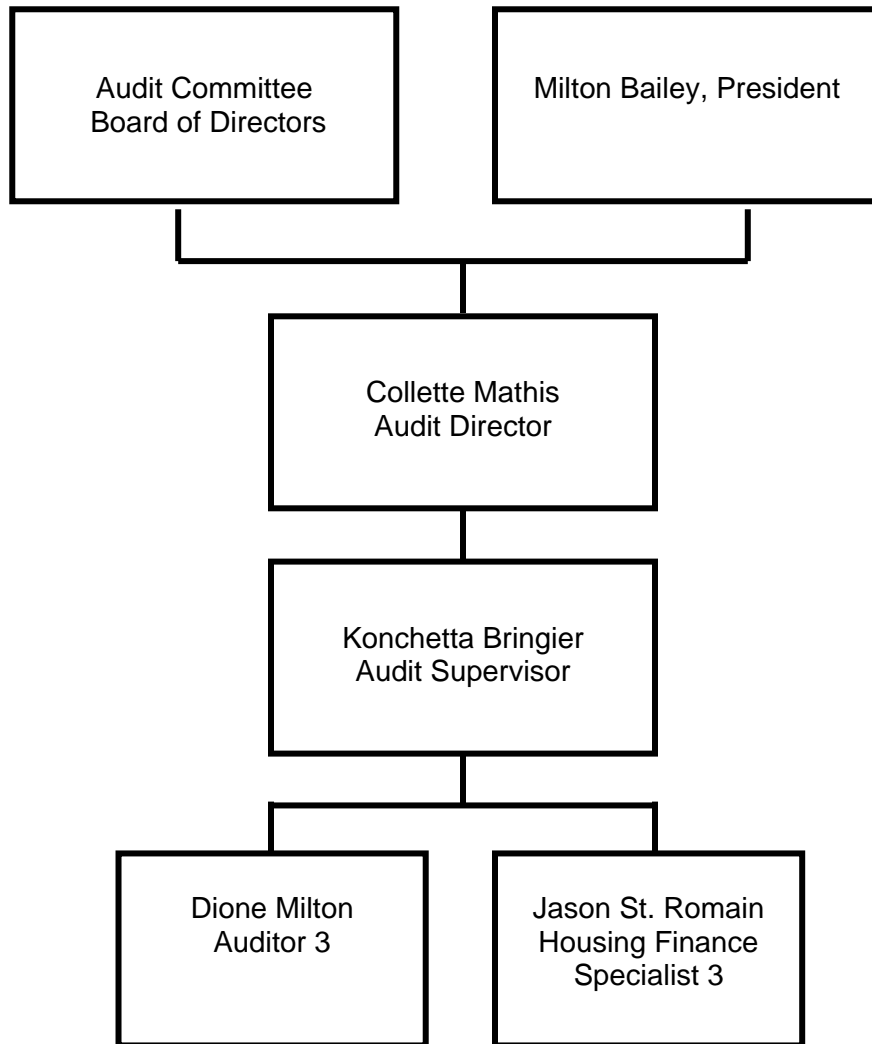 Audit Committee
Board of Directors
Milton Bailey, President
Collette Mathis
Audit Director
Konchetta Bringier
Audit Supervisor
Dione Milton
Auditor 3
Jason St. Romain
Housing Finance
Specialist 3